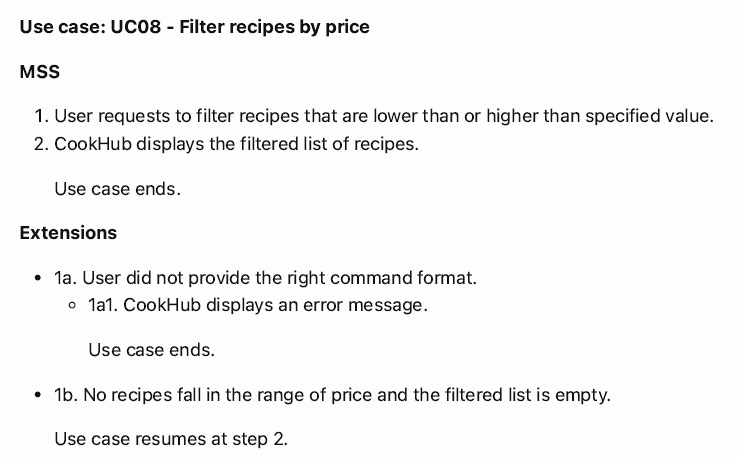 Use case: UC08 - Filter recipes by price
MSS
1. User requests to filter recipes that are lower than or higher than specified value.
2. CookHub displays the filtered list of recipes.
Use case ends.
Extensions
• 1a. User did not provide the right command format.
◦ 1a1. CookHub displays an error message.
Use case ends.
• 1b. No recipes fall in the range of price and the filtered list is empty.
Use case resumes at step 2.